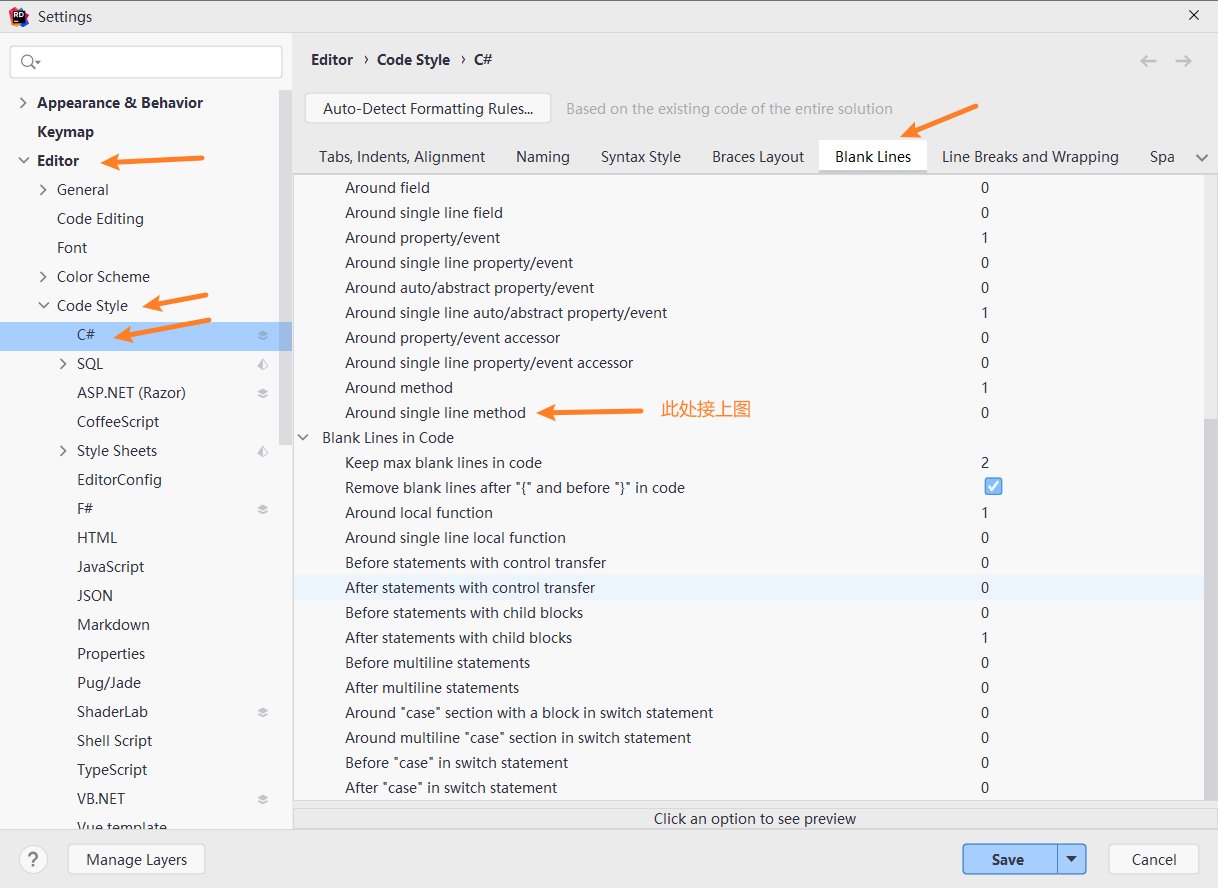 Settings
Editor › Code Style › C#
Auto-Detect Formatting Rules... Based on the existing code of the entire solution
Tabs, Indents, Alignment Naming Syntax Style Braces Layout Blank Lines Line Breaks and Wrapping Spa
Appearance & Behavior
Keymap
Editor
General
Code Editing
Font
Color Scheme
Code Style
C#
SQL
ASP.NET (Razor)
CoffeeScript
Style Sheets
EditorConfig
F#
HTML
JavaScript
JSON
Markdown
Properties
Pug/Jade
ShaderLab
Shell Script
TypeScript
VB.NET
Vue template
Around field 0
Around single line field 0
Around property/event 1
Around single line property/event 0
Around auto/abstract property/event 0
Around single line auto/abstract property/event 1
Around property/event accessor 0
Around single line property/event accessor 0
Around method 1
Around single line method 此处接上图 0
Blank Lines in Code
Keep max blank lines in code 2
Remove blank lines after "{" and before "}" in code
Around local function 1
Around single line local function 0
Before statements with control transfer 0
After statements with control transfer 0
Before statements with child blocks 0
After statements with child blocks 1
Before multiline statements 0
After multiline statements 0
Around "case" section with a block in switch statement 0
Around multiline "case" section in switch statement 0
Before "case" in switch statement 0
After "case" in switch statement 0
Click an option to see preview
? Manage Layers Save Cancel